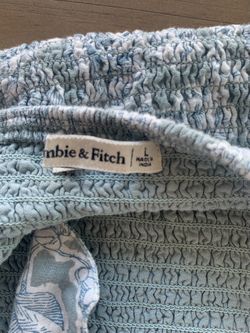 mbie & Fitch
L
MADE IN
INDIA